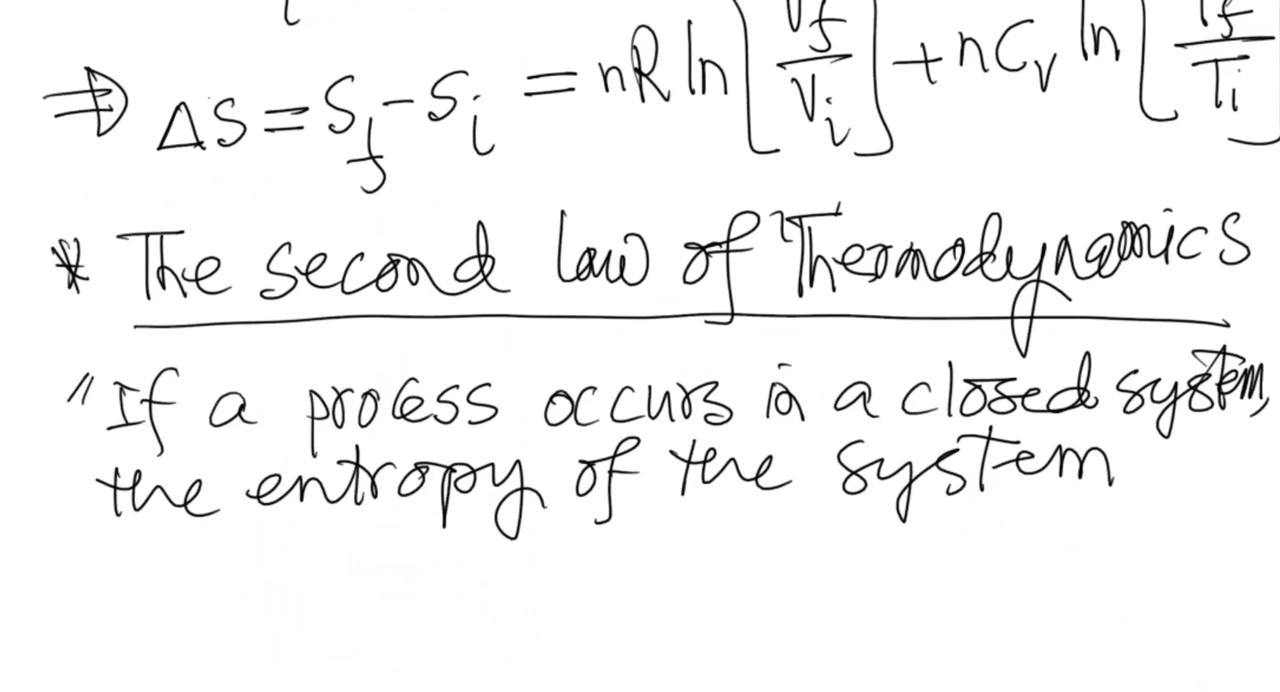 ⇒ ΔS = S_f - S_i = nR ln [V_f / V_i] + n C_v ln [T_f / T_i]
* The second law of Thermodynamics
"If a process occurs in a closed system,
the entropy of the system